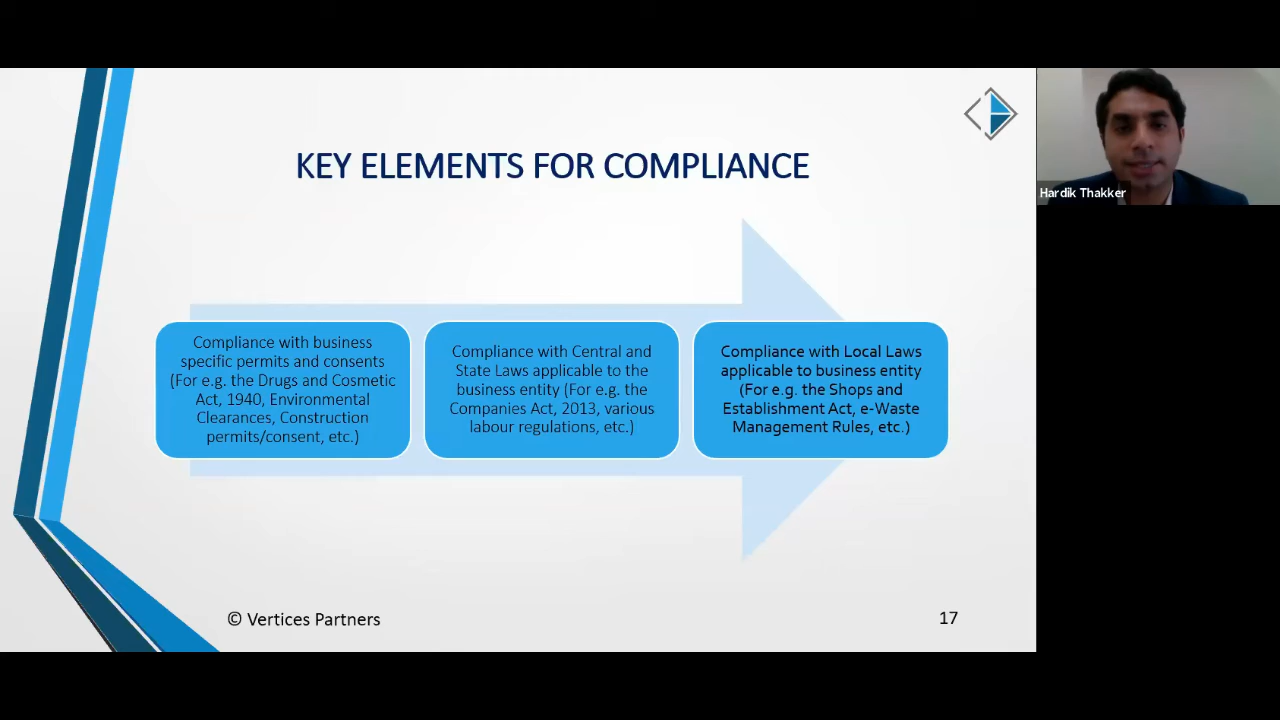 KEY ELEMENTS FOR COMPLIANCE
Hardik Thakker
Compliance with business
specific permits and consents
(For e.g. the Drugs and Cosmetic
Act, 1940, Environmental
Clearances, Construction
permits/consent, etc.)
Compliance with Central and
State Laws applicable to the
business entity (For e.g. the
Companies Act, 2013, various
labour regulations, etc.)
Compliance with Local Laws
applicable to business entity
(For e.g. the Shops and
Establishment Act, e-Waste
Management Rules, etc.)
© Vertices Partners
17